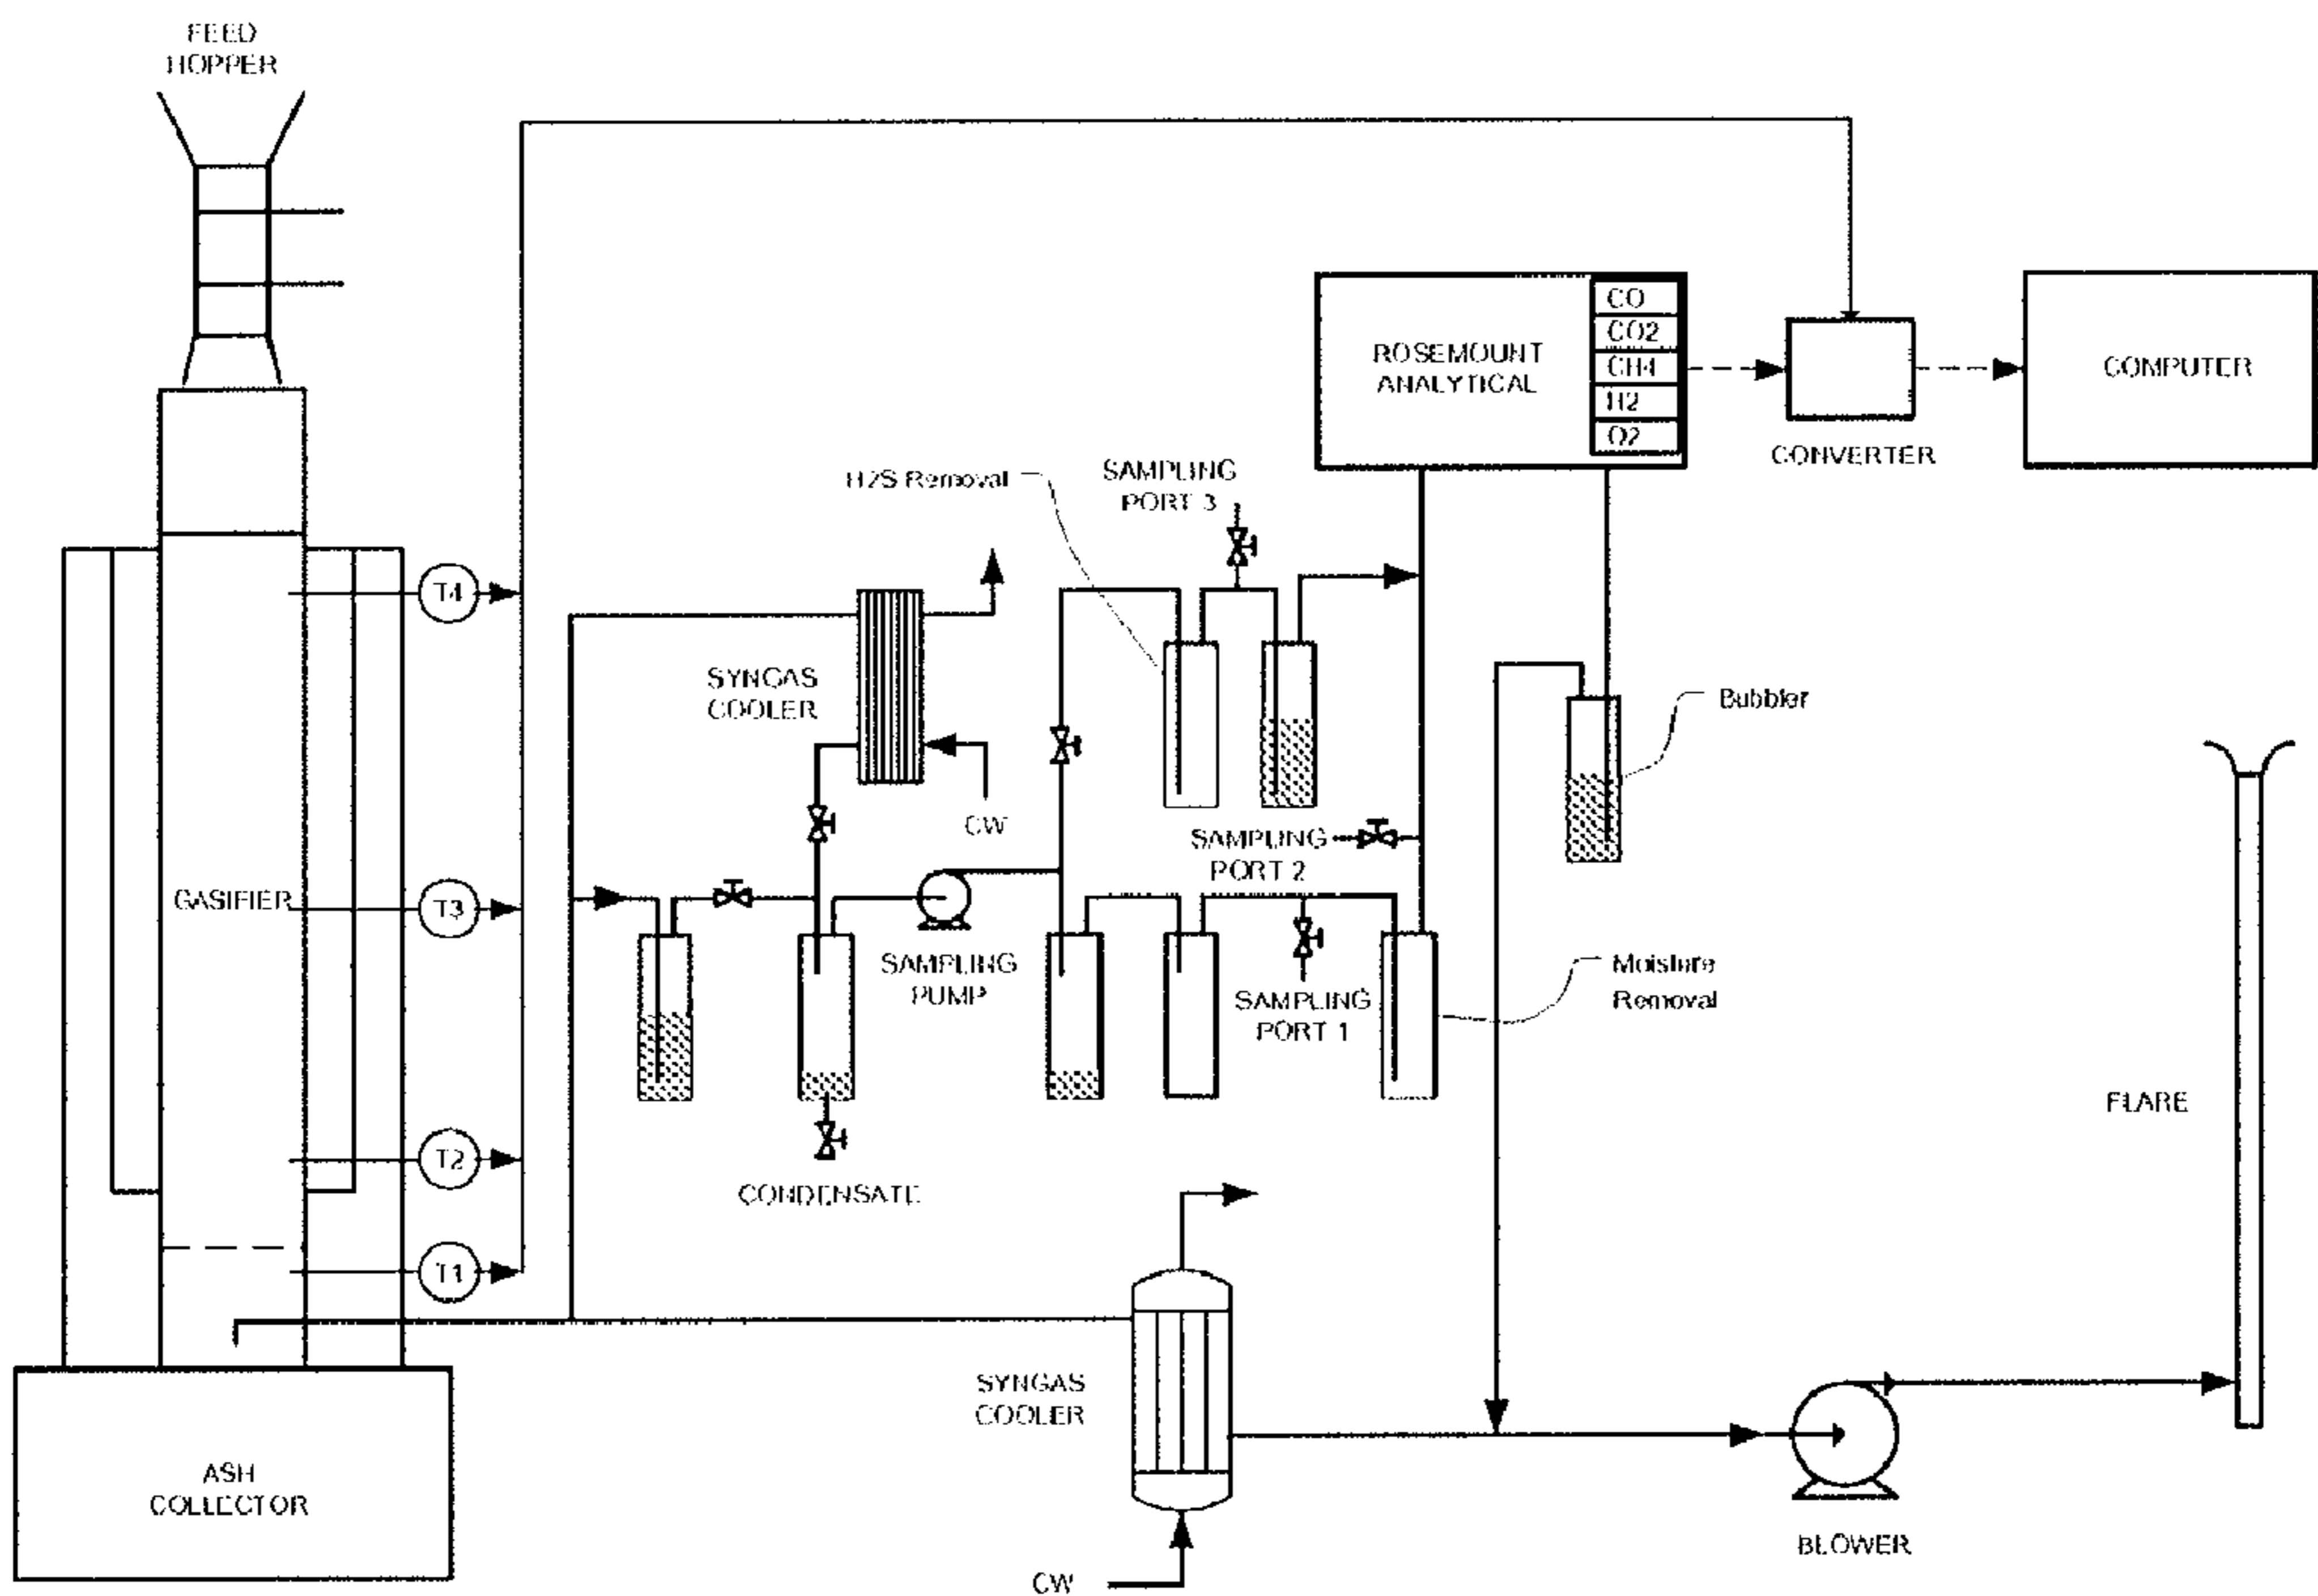 FEED
HOPPER
CO
CO2
CH4
H2
O2
ROSEMOUNT
ANALYTICAL
COMPUTER
CONVERTER
H2S Removal
SAMPLING
PORT 3
T4
SYNGAS
COOLER
Bubbler
CW
SAMPLING
PORT 2
GASIFIER
T3
SAMPLING
PUMP
SAMPLING
PORT 1
Moisture
Removal
FLARE
T2
CONDENSATE
T1
SYNGAS
COOLER
ASH
COLLECTOR
BLOWER
CW